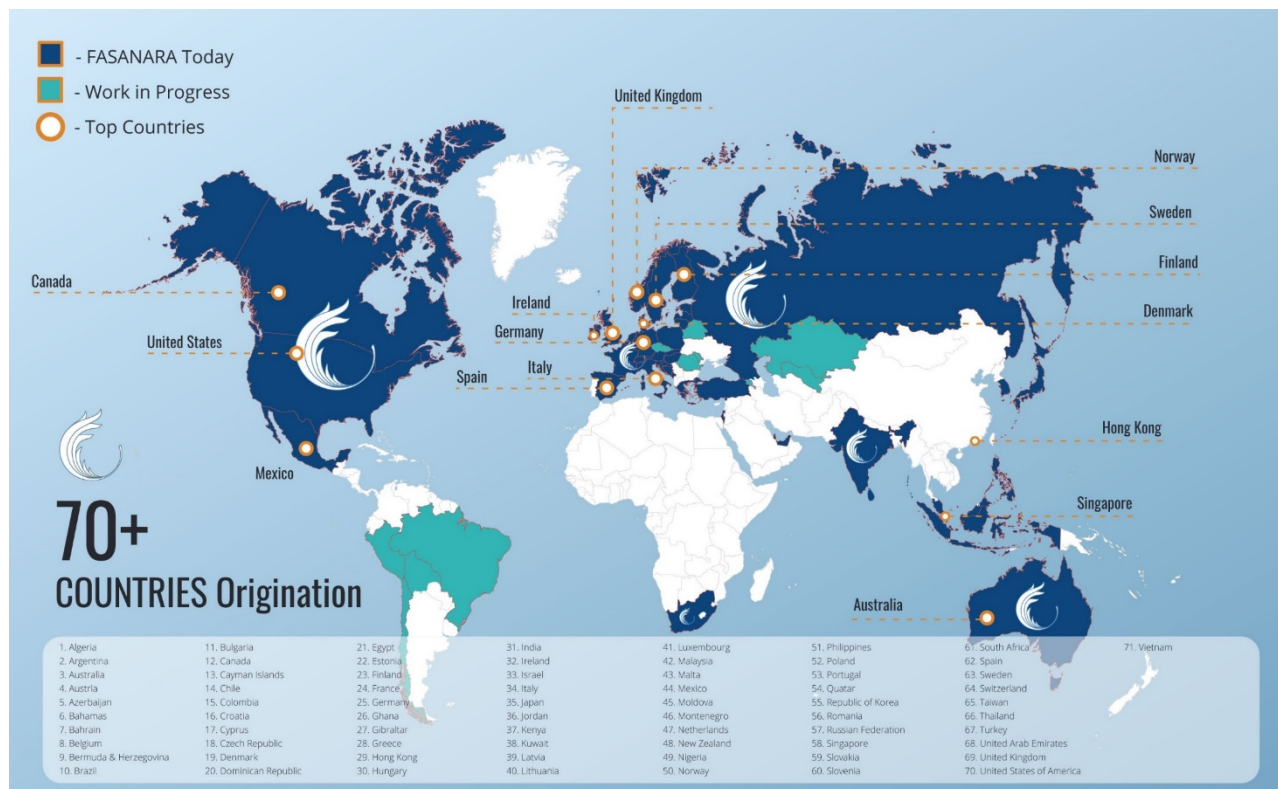 - FASANARA Today
- Work in Progress
- Top Countries
United Kingdom
Norway
Sweden
Finland
Canada
Ireland
Denmark
Germany
United States
Italy
Spain
Hong Kong
Mexico
Singapore
70+
COUNTRIES Origination
Australia
1. Algeria
2. Argentina
3. Australia
4. Austria
5. Azerbaijan
6. Bahamas
7. Bahrain
8. Belgium
9. Bermuda & Herzegovina
10. Brazil
11. Bulgaria
12. Canada
13. Cayman Islands
14. Chile
15. Colombia
16. Croatia
17. Cyprus
18. Czech Republic
19. Denmark
20. Dominican Republic
21. Egypt
22. Estonia
23. Finland
24. France
25. Germany
26. Ghana
27. Gibraltar
28. Greece
29. Hong Kong
30. Hungary
31. India
32. Ireland
33. Israel
34. Italy
35. Japan
36. Jordan
37. Kenya
38. Kuwait
39. Latvia
40. Lithuania
41. Luxembourg
42. Malaysia
43. Malta
44. Mexico
45. Moldova
46. Montenegro
47. Netherlands
48. New Zealand
49. Nigeria
50. Norway
51. Philippines
52. Poland
53. Portugal
54. Quatar
55. Republic of Korea
56. Romania
57. Russian Federation
58. Singapore
59. Slovakia
60. Slovenia
61. South Africa
62. Spain
63. Sweden
64. Switzerland
65. Taiwan
66. Thailand
67. Turkey
68. United Arab Emirates
69. United Kingdom
70. United States of America
71. Vietnam